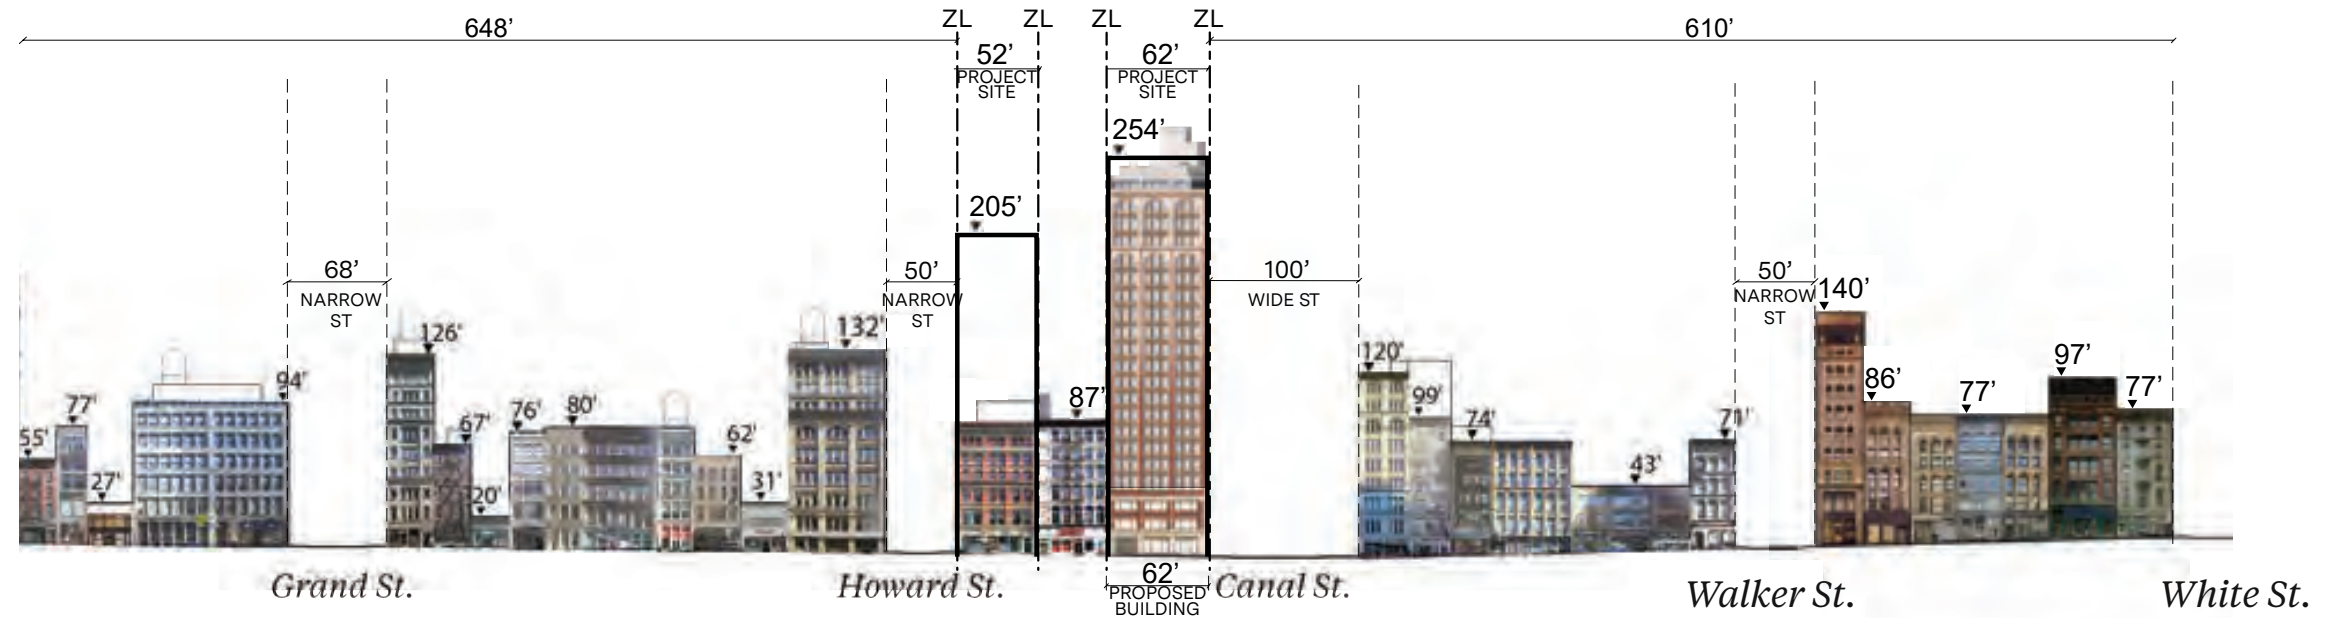 ZL ZL ZL ZL
648’ 610’
52’ 62’
PROJECT PROJECT
SITE SITE
254’
205’
68’ 50’ 100’ 50’
NARROW NARROW WIDE ST NARROW
ST ST ST
140’
126' 132' 120'
94' 86’ 97’
77' 67' 76' 80' 87’ 99' 74' 77’ 77’
55' 27' 20' 62' 31' 43' 71'
Grand St. Howard St. 62’ Canal St. Walker St. White St.
PROPOSED
BUILDING